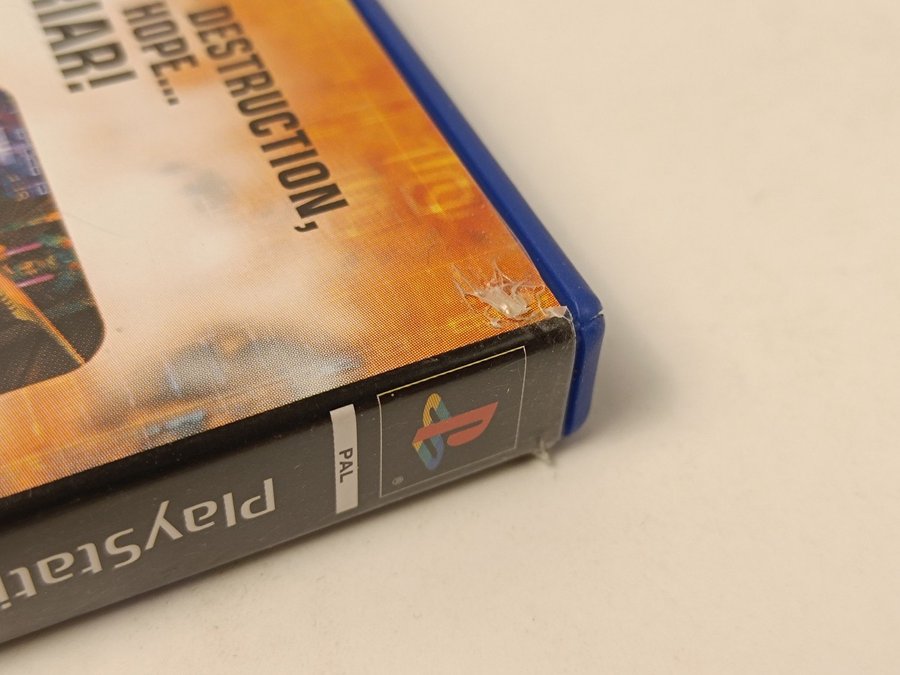 DESTRUCTION,
HOPE...
RIAR!
PAL
®
PlayStati